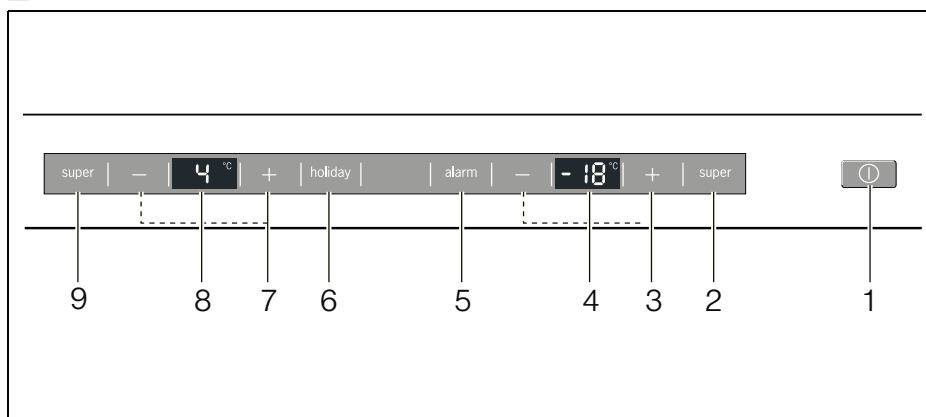 super | − | 4 °C | + | holiday | | alarm | − | -18 °C | + | super
9 8 7 6 5 4 3 2 1